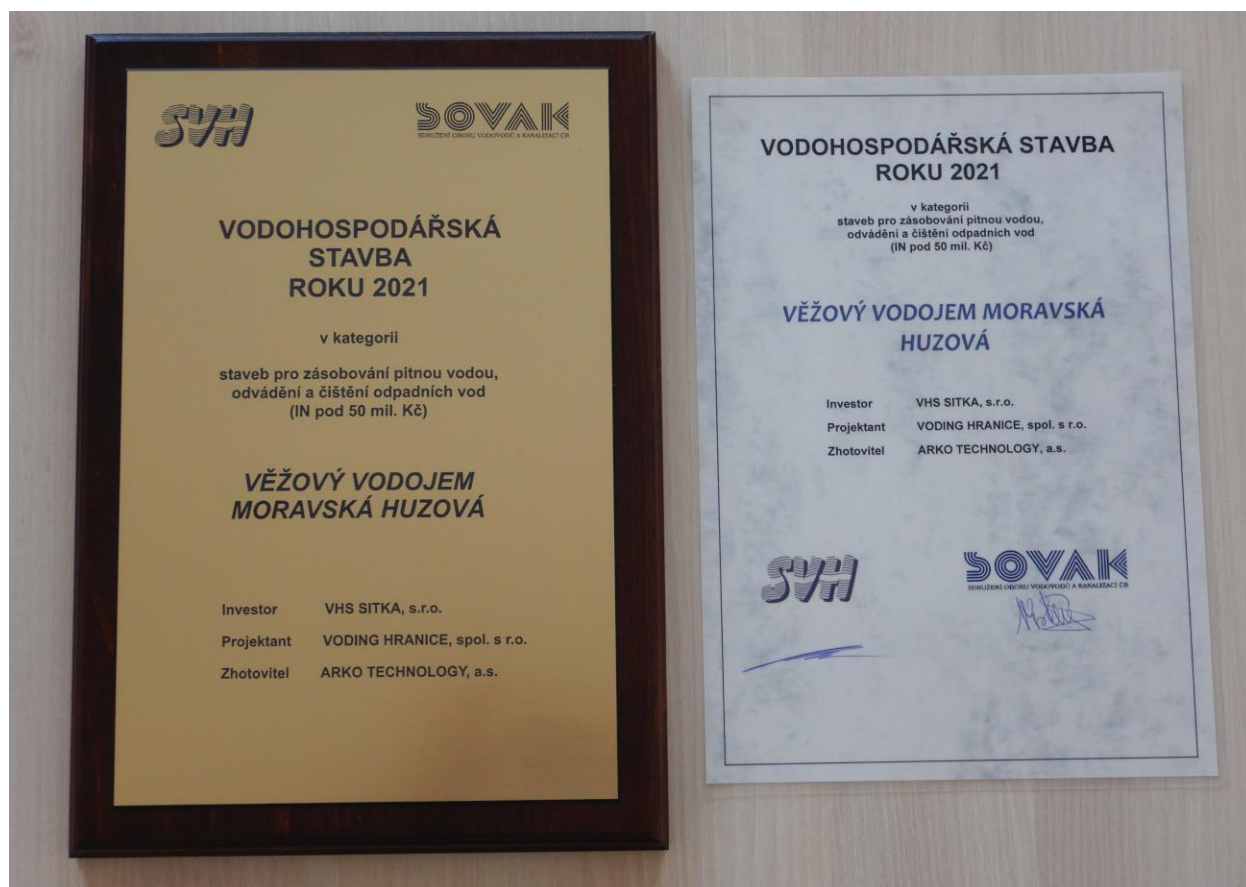 SVH
SOVAK
SDRUŽENÍ OBORU VODOVODŮ A KANALIZACÍ ČR
VODOHOSPODÁŘSKÁ
STAVBA
ROKU 2021
v kategorii
staveb pro zásobování pitnou vodou,
odvádění a čištění odpadních vod
(IN pod 50 mil. Kč)
VĚŽOVÝ VODOJEM
MORAVSKÁ HUZOVÁ
Investor VHS SITKA, s.r.o.
Projektant VODING HRANICE, spol. s r.o.
Zhotovitel ARKO TECHNOLOGY, a.s.
VODOHOSPODÁŘSKÁ STAVBA
ROKU 2021
v kategorii
staveb pro zásobování pitnou vodou,
odvádění a čištění odpadních vod
(IN pod 50 mil. Kč)
VĚŽOVÝ VODOJEM MORAVSKÁ
HUZOVÁ
Investor VHS SITKA, s.r.o.
Projektant VODING HRANICE, spol. s r.o.
Zhotovitel ARKO TECHNOLOGY, a.s.
SVH
SOVAK
SDRUŽENÍ OBORU VODOVODŮ A KANALIZACÍ ČR